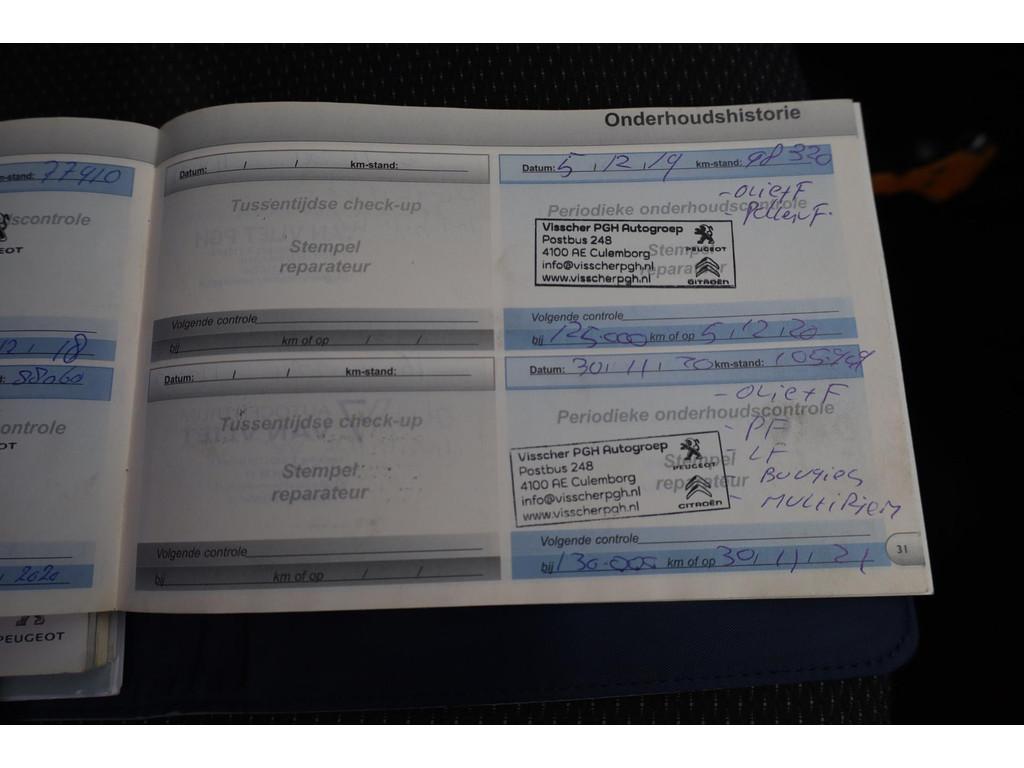 Onderhoudshistorie
-stand: 77910
scontrole
EOT
12 , 18
: 88060
ontrole
OT
, 2020
PEUGEOT
Datum: / / km-stand:
Tussentijdse check-up
Stempel
reparateur
Volgende controle
bij km of op / /
Datum: / / km-stand:
Tussentijdse check-up
Stempel
reparateur
Volgende controle
bij km of op / /
Datum: 5 , 12 , 19 km-stand: 98320
- OLIE+F
Periodieke onderhoudscontrole
- Pollen F.
Visscher PGH Autogroep
Postbus 248
4100 AE Culemborg
info@visscherpgh.nl
www.visscherpgh.nl
PEUGEOT
CITROËN
Stempel
reparateur
Volgende controle
bij 125.000 km of op 5 , 12 , 20
Datum: 30 , 11 , 20 km-stand:
- OLIE+F
Periodieke onderhoudscontrole
- PF
- LF
- BOUGIES
- MULTIRIEM
Visscher PGH Autogroep
Postbus 248
4100 AE Culemborg
info@visscherpgh.nl
www.visscherpgh.nl
PEUGEOT
CITROËN
Stempel
reparateur
Volgende controle
bij 130.000 km of op 30 , 11 , 21
31